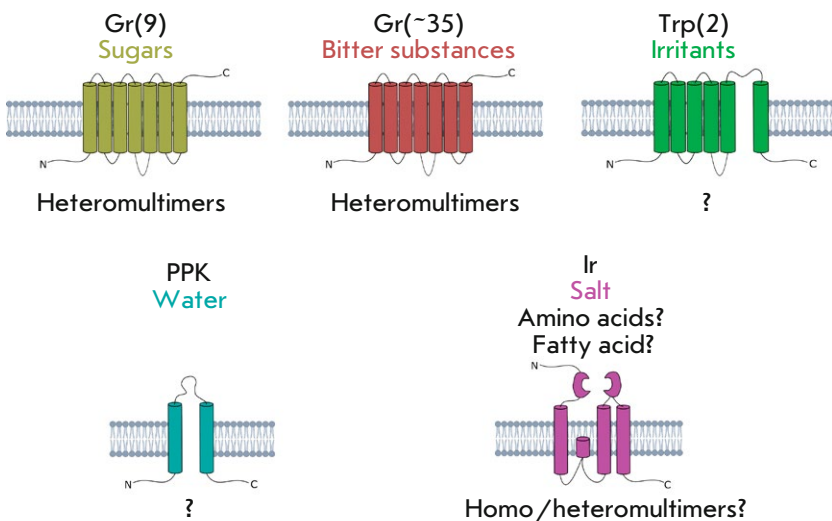 Gr(9)
Sugars
C
N
Heteromultimers
Gr(~35)
Bitter substances
C
N
Heteromultimers
Trp(2)
Irritants
N
C
?
PPK
Water
N
C
?
Ir
Salt
Amino acids?
Fatty acid?
N
C
Homo/heteromultimers?